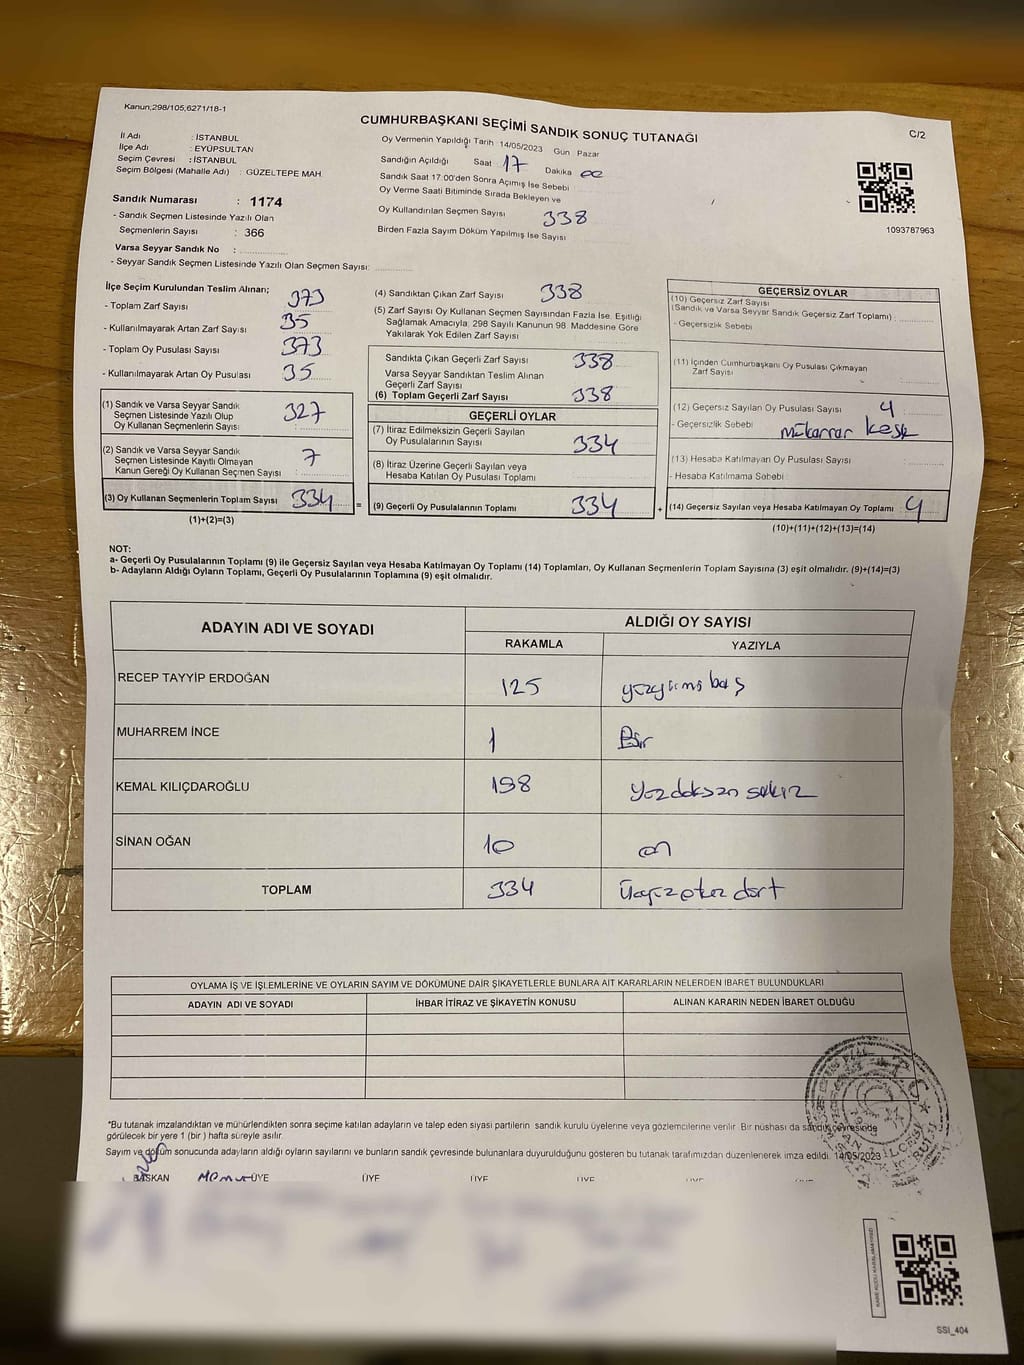 Kanun;298/105,6271/18-1
CUMHURBAŞKANI SEÇİMİ SANDIK SONUÇ TUTANAĞI
C/2
İl Adı : İSTANBUL
İlçe Adı : EYÜPSULTAN
Seçim Çevresi : İSTANBUL
Seçim Bölgesi (Mahalle Adı) : GÜZELTEPE MAH.
Oy Vermenin Yapıldığı Tarih 14/05/2023 Gün Pazar
Sandığın Açıldığı Saat 17 Dakika 00
Sandık Saat 17:00'den Sonra Açımış İse Sebebi
Oy Verme Saati Bitiminde Sırada Bekleyen ve
Oy Kullandırılan Seçmen Sayısı 338
Birden Fazla Sayım Döküm Yapılmış İse Sayısı
1093787963
Sandık Numarası : 1174
- Sandık Seçmen Listesinde Yazılı Olan
Seçmenlerin Sayısı : 366
Varsa Seyyar Sandık No :
- Seyyar Sandık Seçmen Listesinde Yazılı Olan Seçmen Sayısı:
İlçe Seçim Kurulundan Teslim Alınan;
- Toplam Zarf Sayısı 373
- Kullanılmayarak Artan Zarf Sayısı 35
- Toplam Oy Pusulası Sayısı 373
- Kullanılmayarak Artan Oy Pusulası 35
(1) Sandık ve Varsa Seyyar Sandık
Seçmen Listesinde Yazılı Olup
Oy Kullanan Seçmenlerin Sayısı : 327
(2) Sandık ve Varsa Seyyar Sandık
Seçmen Listesinde Kayıtlı Olmayan
Kanun Gereği Oy Kullanan Seçmen Sayısı : 7
(3) Oy Kullanan Seçmenlerin Toplam Sayısı 334 =
(1)+(2)=(3)
(4) Sandıktan Çıkan Zarf Sayısı 338
(5) Zarf Sayısı Oy Kullanan Seçmen Sayısından Fazla İse, Eşitliği
Sağlamak Amacıyla; 298 Sayılı Kanunun 98. Maddesine Göre
Yakılarak Yok Edilen Zarf Sayısı
Sandıkta Çıkan Geçerli Zarf Sayısı 338
Varsa Seyyar Sandıktan Teslim Alınan
Geçerli Zarf Sayısı
(6) Toplam Geçerli Zarf Sayısı 338
GEÇERLİ OYLAR
(7) İtiraz Edilmeksizin Geçerli Sayılan
Oy Pusulalarının Sayısı 334
(8) İtiraz Üzerine Geçerli Sayılan veya
Hesaba Katılan Oy Pusulası Toplamı
(9) Geçerli Oy Pusulalarının Toplamı 334 +
GEÇERSİZ OYLAR
(10) Geçersiz Zarf Sayısı
(Sandık ve Varsa Seyyar Sandık Geçersiz Zarf Toplamı) :
- Geçersizlik Sebebi
(11) İçinden Cumhurbaşkanı Oy Pusulası Çıkmayan
Zarf Sayısı
(12) Geçersiz Sayılan Oy Pusulası Sayısı 4
- Geçersizlik Sebebi mükarrar
(13) Hesaba Katılmayan Oy Pusulası Sayısı
- Hesaba Katılmama Sebebi
(14) Geçersiz Sayılan veya Hesaba Katılmayan Oy Toplamı : 4
(10)+(11)+(12)+(13)=(14)
NOT:
a- Geçerli Oy Pusulalarının Toplamı (9) ile Geçersiz Sayılan veya Hesaba Katılmayan Oy Toplamı (14) Toplamları, Oy Kullanan Seçmenlerin Toplam Sayısına (3) eşit olmalıdır. (9)+(14)=(3)
b- Adayların Aldığı Oyların Toplamı, Geçerli Oy Pusulalarının Toplamına (9) eşit olmalıdır.
ADAYIN ADI VE SOYADI
ALDIĞI OY SAYISI
RAKAMLA YAZIYLA
RECEP TAYYİP ERDOĞAN 125
MUHARREM İNCE 1 Bir
KEMAL KILIÇDAROĞLU 198 yüzdoksan sekiz
SİNAN OĞAN 10 on
TOPLAM 334 Üçyüzotuz dört
OYLAMA İŞ VE İŞLEMLERİNE VE OYLARIN SAYIM VE DÖKÜMÜNE DAİR ŞİKAYETLERLE BUNLARA AİT KARARLARIN NELERDEN İBARET BULUNDUKLARI
ADAYIN ADI VE SOYADI İHBAR İTİRAZ VE ŞİKAYETİN KONUSU ALINAN KARARIN NEDEN İBARET OLDUĞU
*Bu tutanak imzalandıktan ve mühürlendikten sonra seçime katılan adayların ve talep eden siyasi partilerin sandık kurulu üyelerine veya gözlemcilerine verilir. Bir nüshası da sandık çevresinde
görülecek bir yere 1 (bir ) hafta süreyle asılır.
Sayım ve döküm sonucunda adayların aldığı oyların sayılarını ve bunların sandık çevresinde bulunanlara duyurulduğunu gösteren bu tutanak tarafımızdan düzenlenerek imza edildi. 14/05/2023
BAŞKAN ÜYE ÜYE ÜYE ÜYE
SSI_404